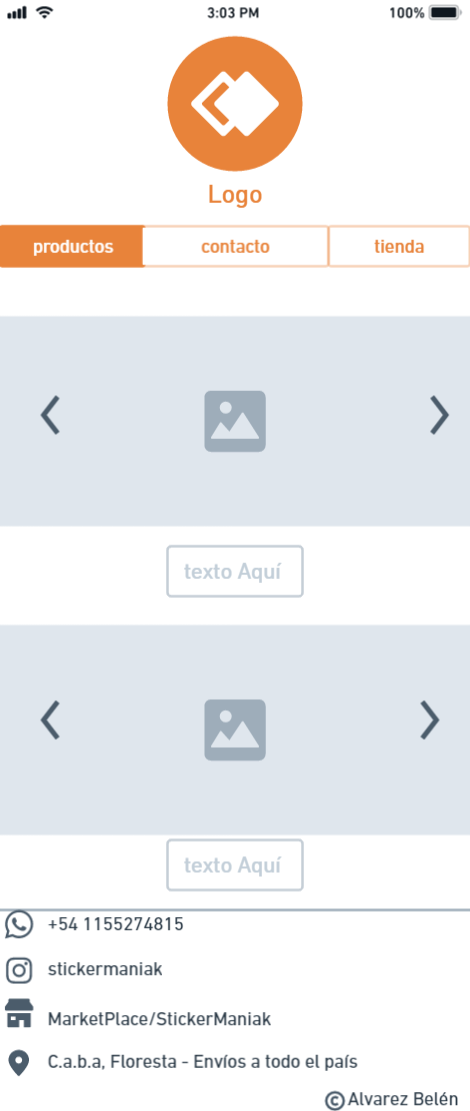 3:03 PM
100%
Logo
productos
contacto
tienda
texto Aquí
texto Aquí
+54 1155274815
stickermaniak
MarketPlace/StickerManiak
C.a.b.a, Floresta - Envíos a todo el país
© Alvarez Belén